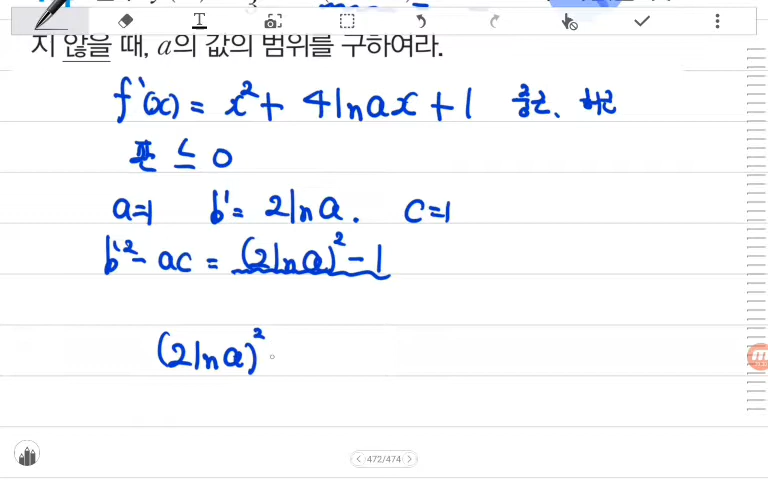 3
지 않을 때, a의 값의 범위를 구하여라.
f'(x) = x² + 4lnax + 1 중근. 허근
판 ≤ 0
a=1 b' = 2lna. c=1
b'² - ac = (2lna)² - 1
(2lna)²
472/474